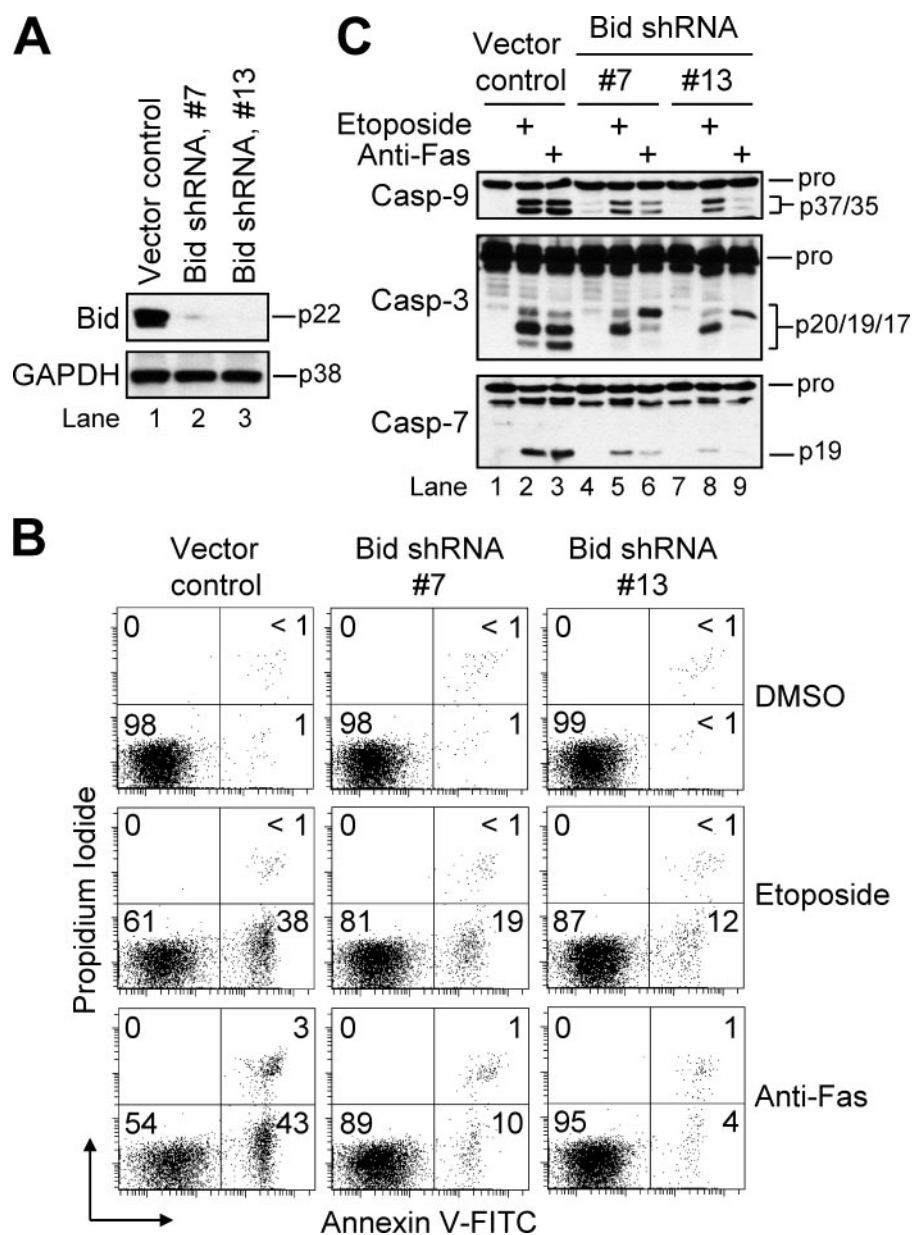 A
Vector control
Bid shRNA, #7
Bid shRNA, #13
Bid
p22
GAPDH
p38
Lane 1 2 3
C
Vector
control
Bid shRNA
#7 #13
Etoposide + + +
Anti-Fas + + +
Casp-9
pro
p37/35
Casp-3
pro
p20/19/17
Casp-7
pro
p19
Lane 1 2 3 4 5 6 7 8 9
B
Vector
control
Bid shRNA
#7
Bid shRNA
#13
0 < 1 0 < 1 0 < 1
98 1 98 1 99 < 1
DMSO
0 < 1 0 < 1 0 < 1
61 38 81 19 87 12
Etoposide
0 3 0 1 0 1
54 43 89 10 95 4
Anti-Fas
Propidium Iodide
Annexin V-FITC